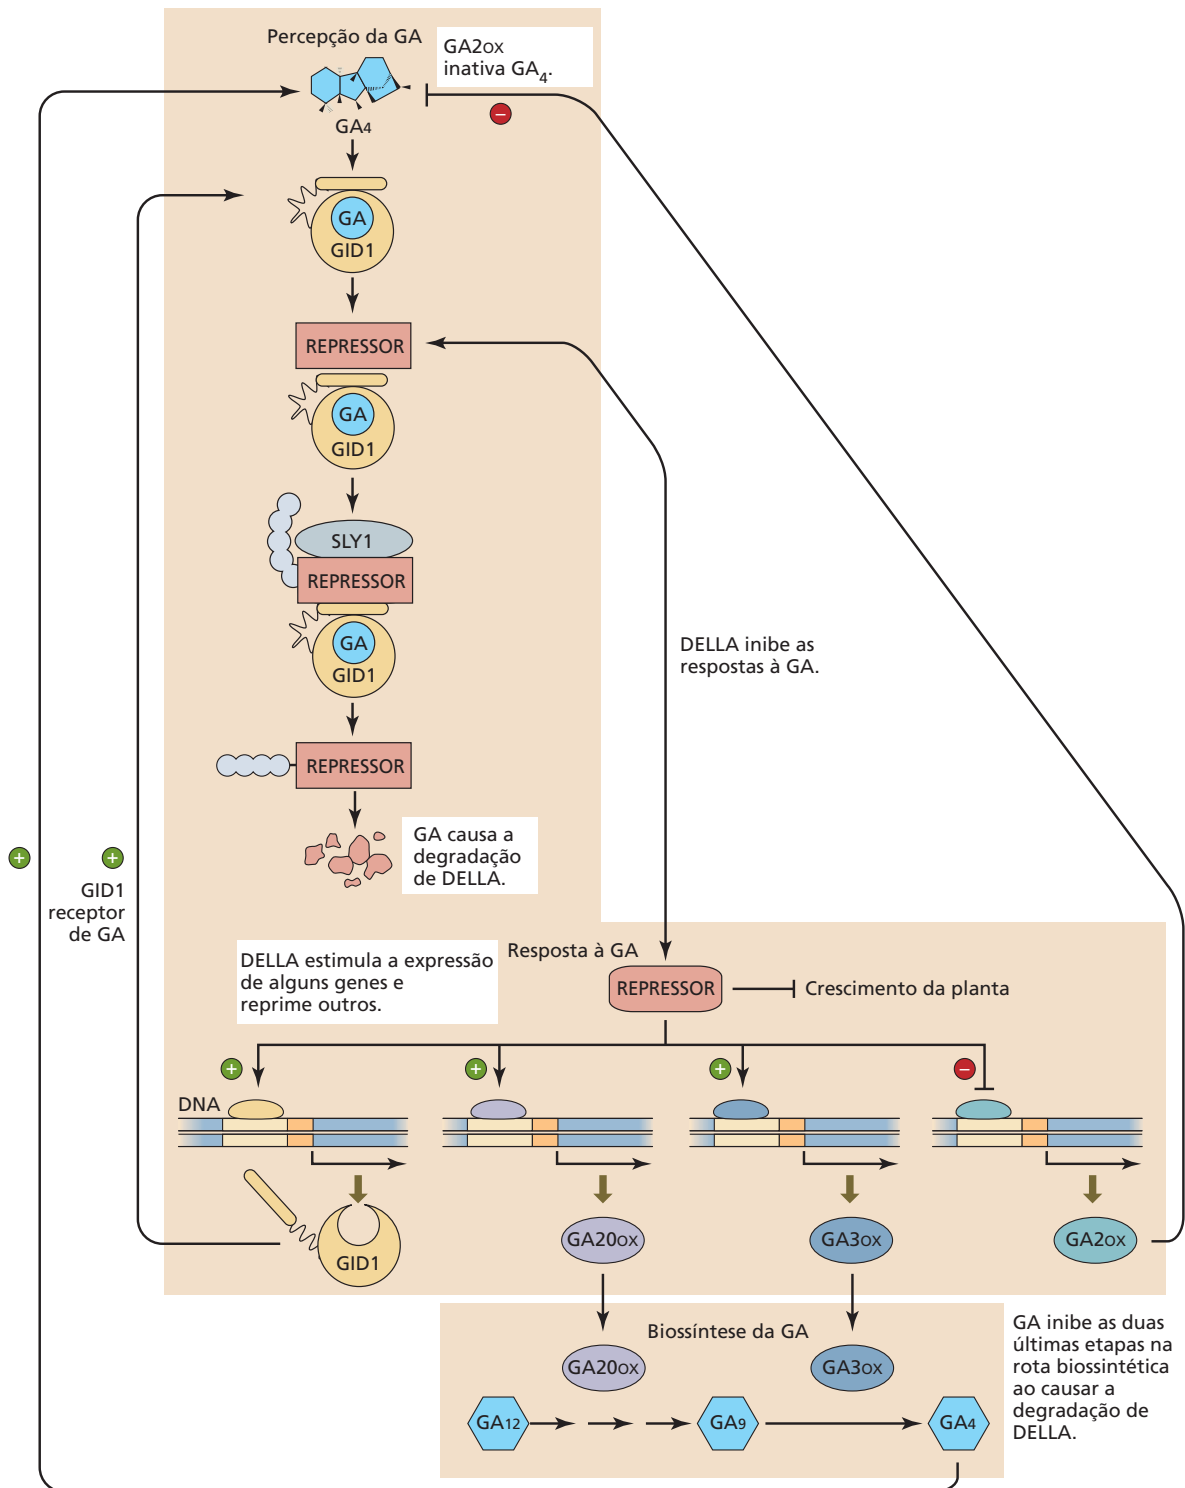 Percepção da GA
GA2ox
inativa GA4.
GA4
GA
GID1
REPRESSOR
GA
GID1
SLY1
REPRESSOR
GA
GID1
DELLA inibe as
respostas à GA.
REPRESSOR
GA causa a
degradação
de DELLA.
GID1
receptor
de GA
DELLA estimula a expressão
de alguns genes e
reprime outros.
Resposta à GA
REPRESSOR
Crescimento da planta
DNA
GID1
GA20ox
GA3ox
GA2ox
Biossíntese da GA
GA20ox
GA3ox
GA12
GA9
GA4
GA inibe as duas
últimas etapas na
rota biossintética
ao causar a
degradação de
DELLA.